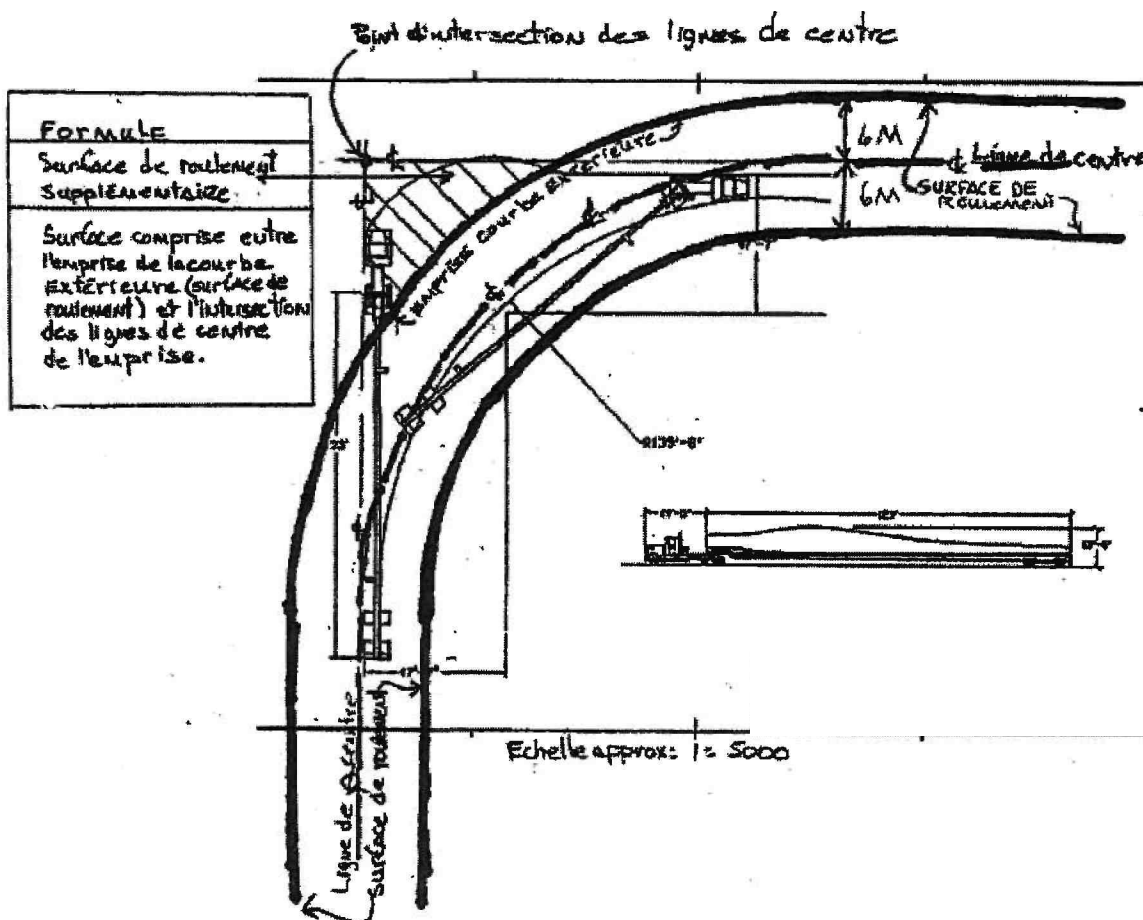 Point d'intersection des lignes de centre
FORMULE
Surface de roulement
supplémentaire
Surface comprise entre
l'emprise de la courbe
Extérieure (surface de
roulement) et l'intersection
des lignes de centre
de l'emprise.
Emprise courbe extérieure
6M
Ligne de centre
6M
SURFACE DE
ROULEMENT
R139'-8"
Ligne de centre
surface de roulement
Echelle approx: 1= 5000